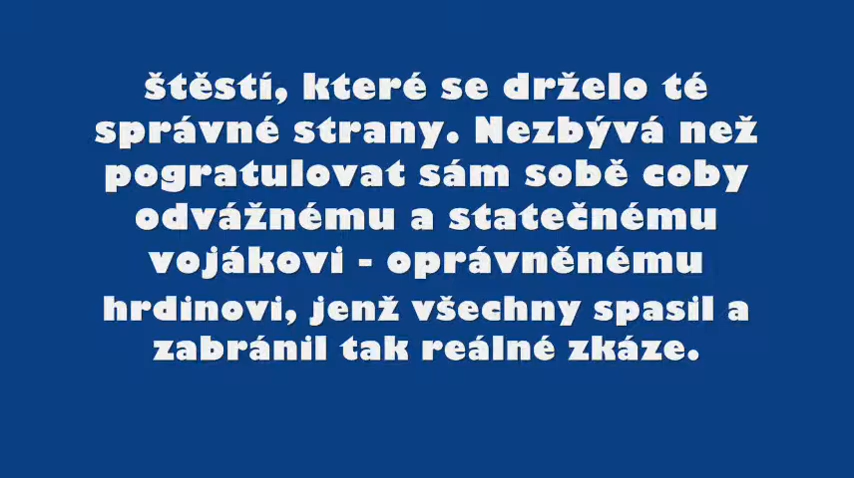 štěstí, které se drželo té
správné strany. Nezbývá než
pogratulovat sám sobě coby
odvážnému a statečnému
vojákovi - oprávněnému
hrdinovi, jenž všechny spasil a
zabránil tak reálné zkáze.